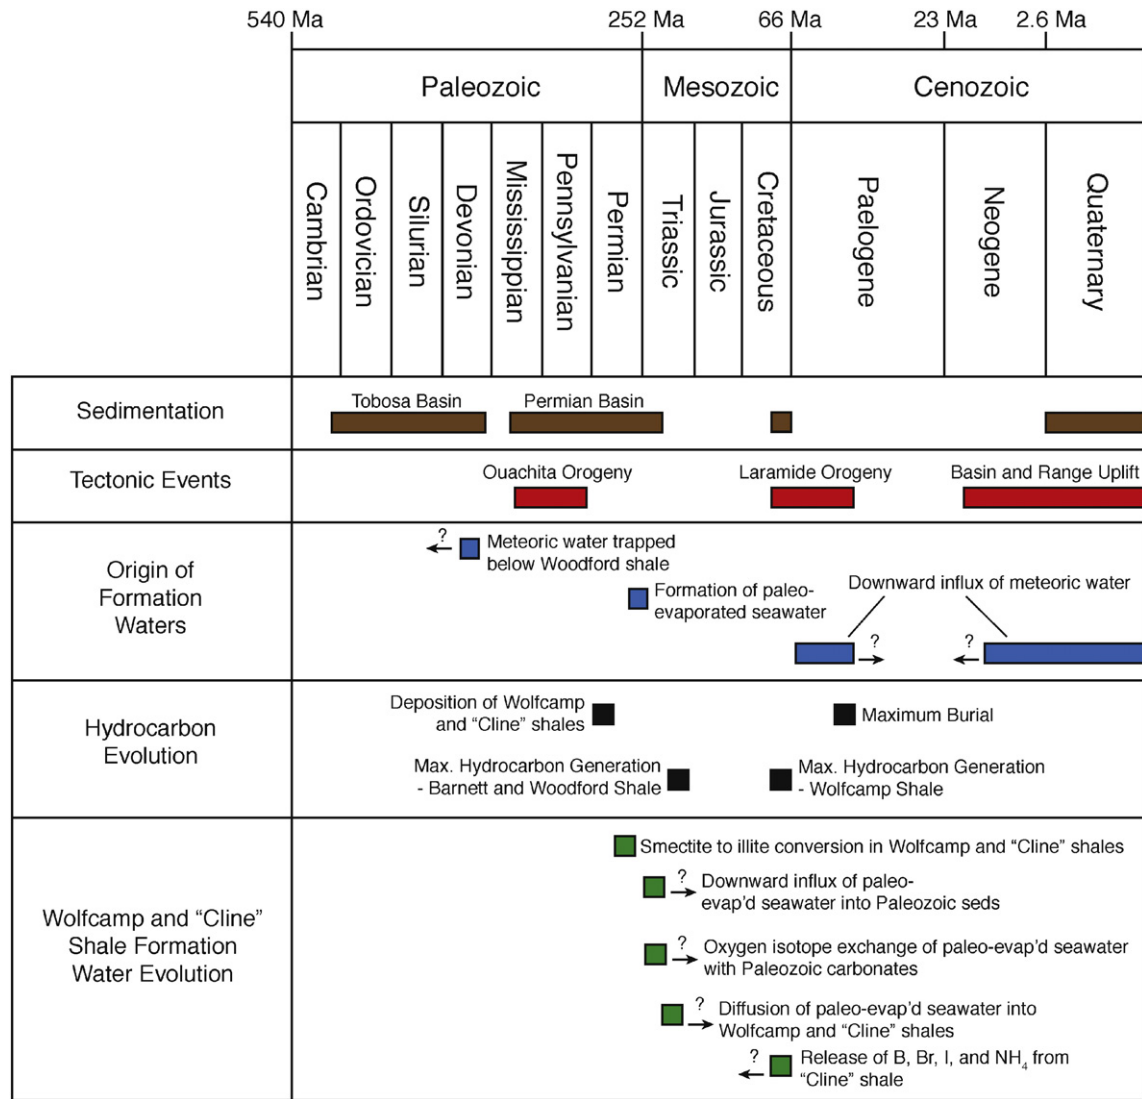 540 Ma 252 Ma 66 Ma 23 Ma 2.6 Ma
Paleozoic Mesozoic Cenozoic
Cambrian
Ordovician
Silurian
Devonian
Mississippian
Pennsylvanian
Permian
Triassic
Jurassic
Cretaceous
Paelogene
Neogene
Quaternary
Sedimentation
Tobosa Basin
Permian Basin
Tectonic Events
Ouachita Orogeny
Laramide Orogeny
Basin and Range Uplift
Origin of
Formation
Waters
?
Meteoric water trapped
below Woodford shale
Formation of paleo-
evaporated seawater
Downward influx of meteoric water
?
?
Hydrocarbon
Evolution
Deposition of Wolfcamp
and “Cline” shales
Maximum Burial
Max. Hydrocarbon Generation
- Barnett and Woodford Shale
Max. Hydrocarbon Generation
- Wolfcamp Shale
Wolfcamp and “Cline”
Shale Formation
Water Evolution
Smectite to illite conversion in Wolfcamp and “Cline” shales
?
Downward influx of paleo-
evap’d seawater into Paleozoic seds
?
Oxygen isotope exchange of paleo-evap’d seawater
with Paleozoic carbonates
?
Diffusion of paleo-evap’d seawater into
Wolfcamp and “Cline” shales
?
Release of B, Br, I, and NH₄ from
“Cline” shale